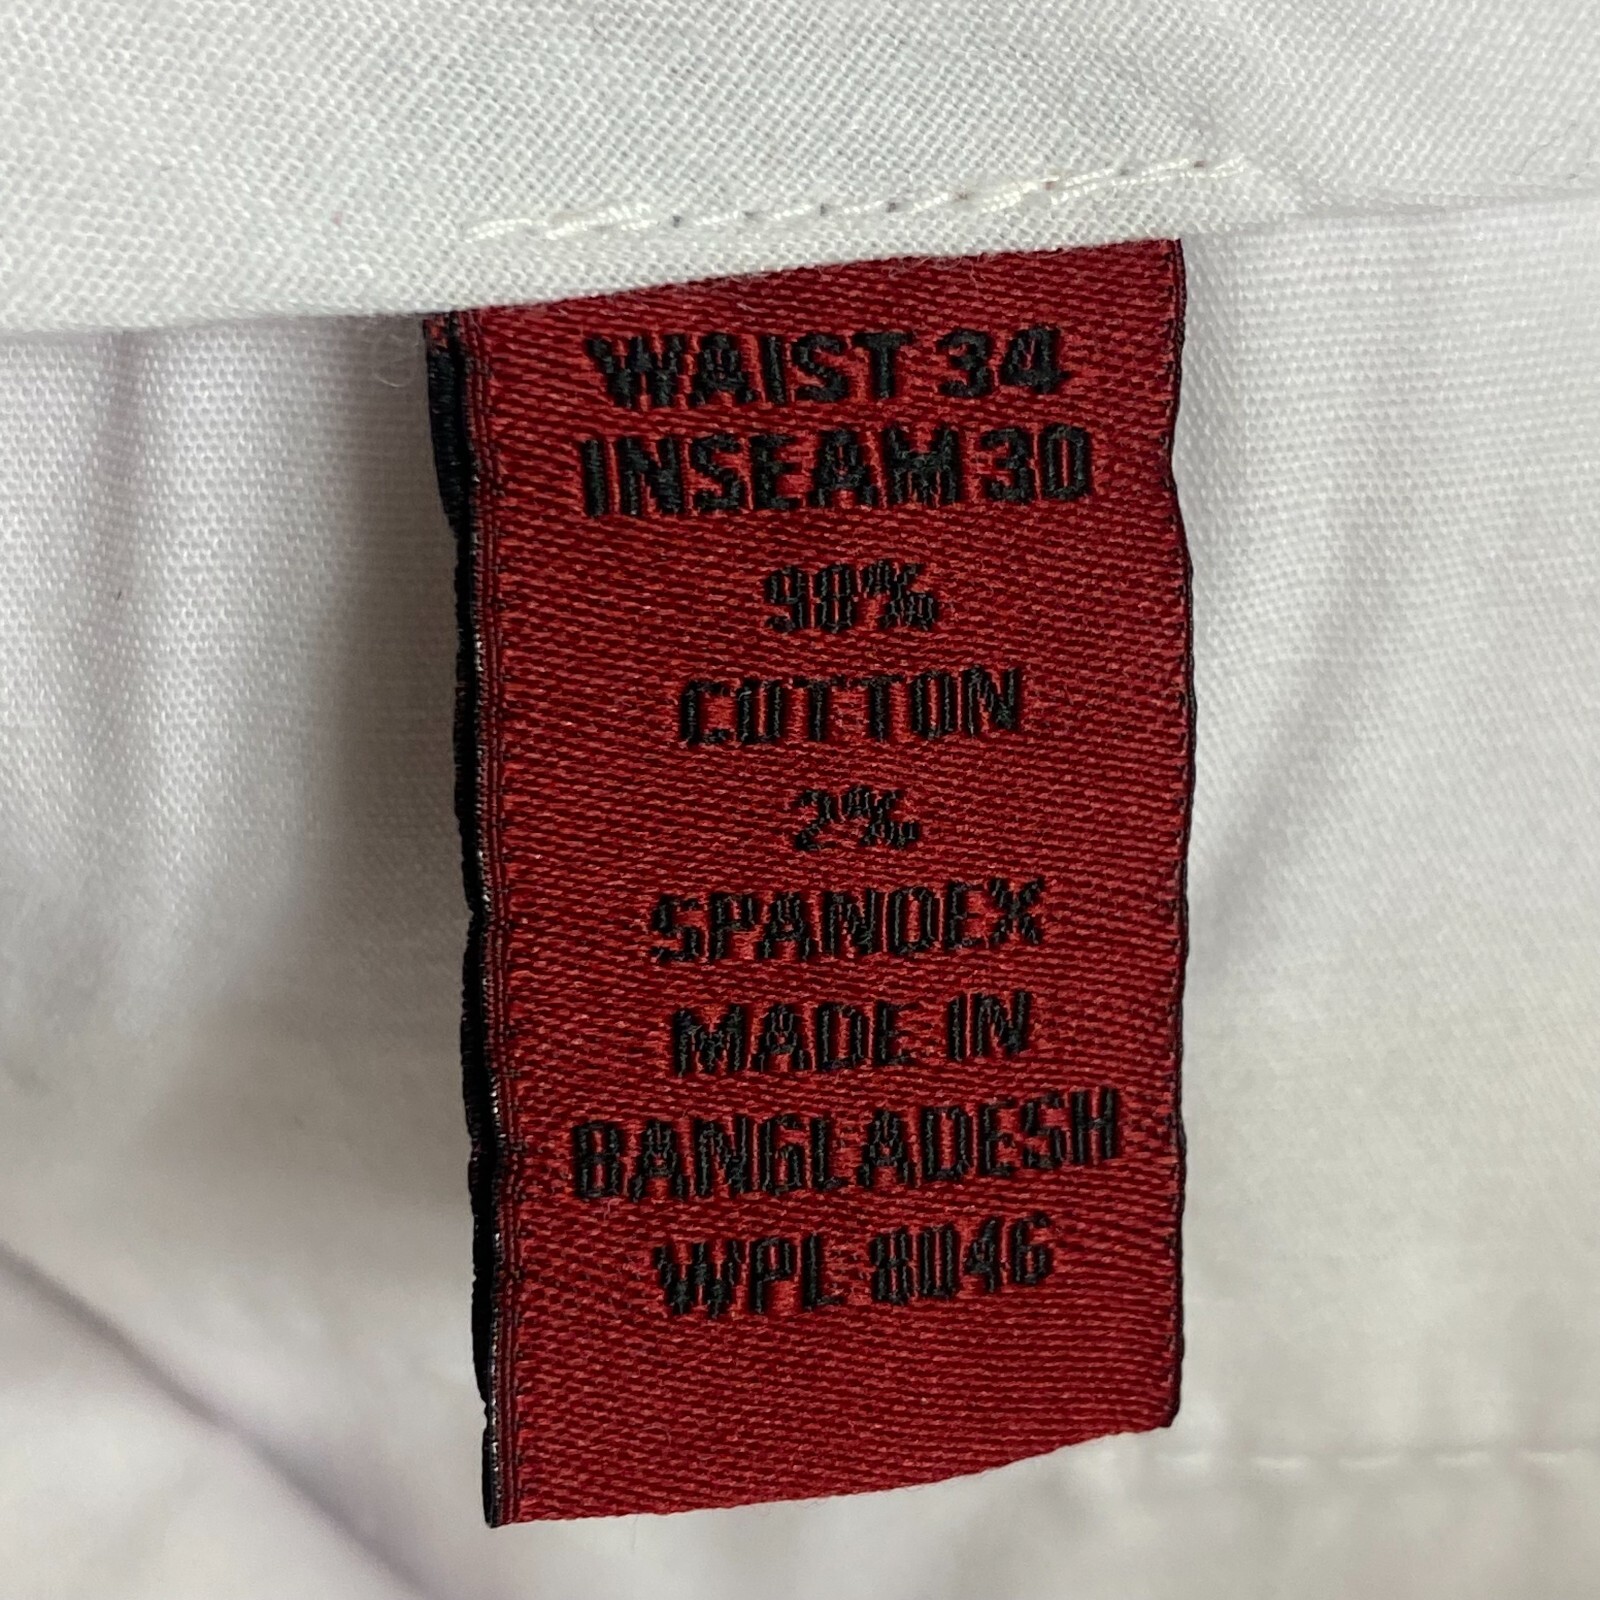 WAIST 34
INSEAM 30
98%
COTTON
2%
SPANDEX
MADE IN
BANGLADESH
WPL 8046